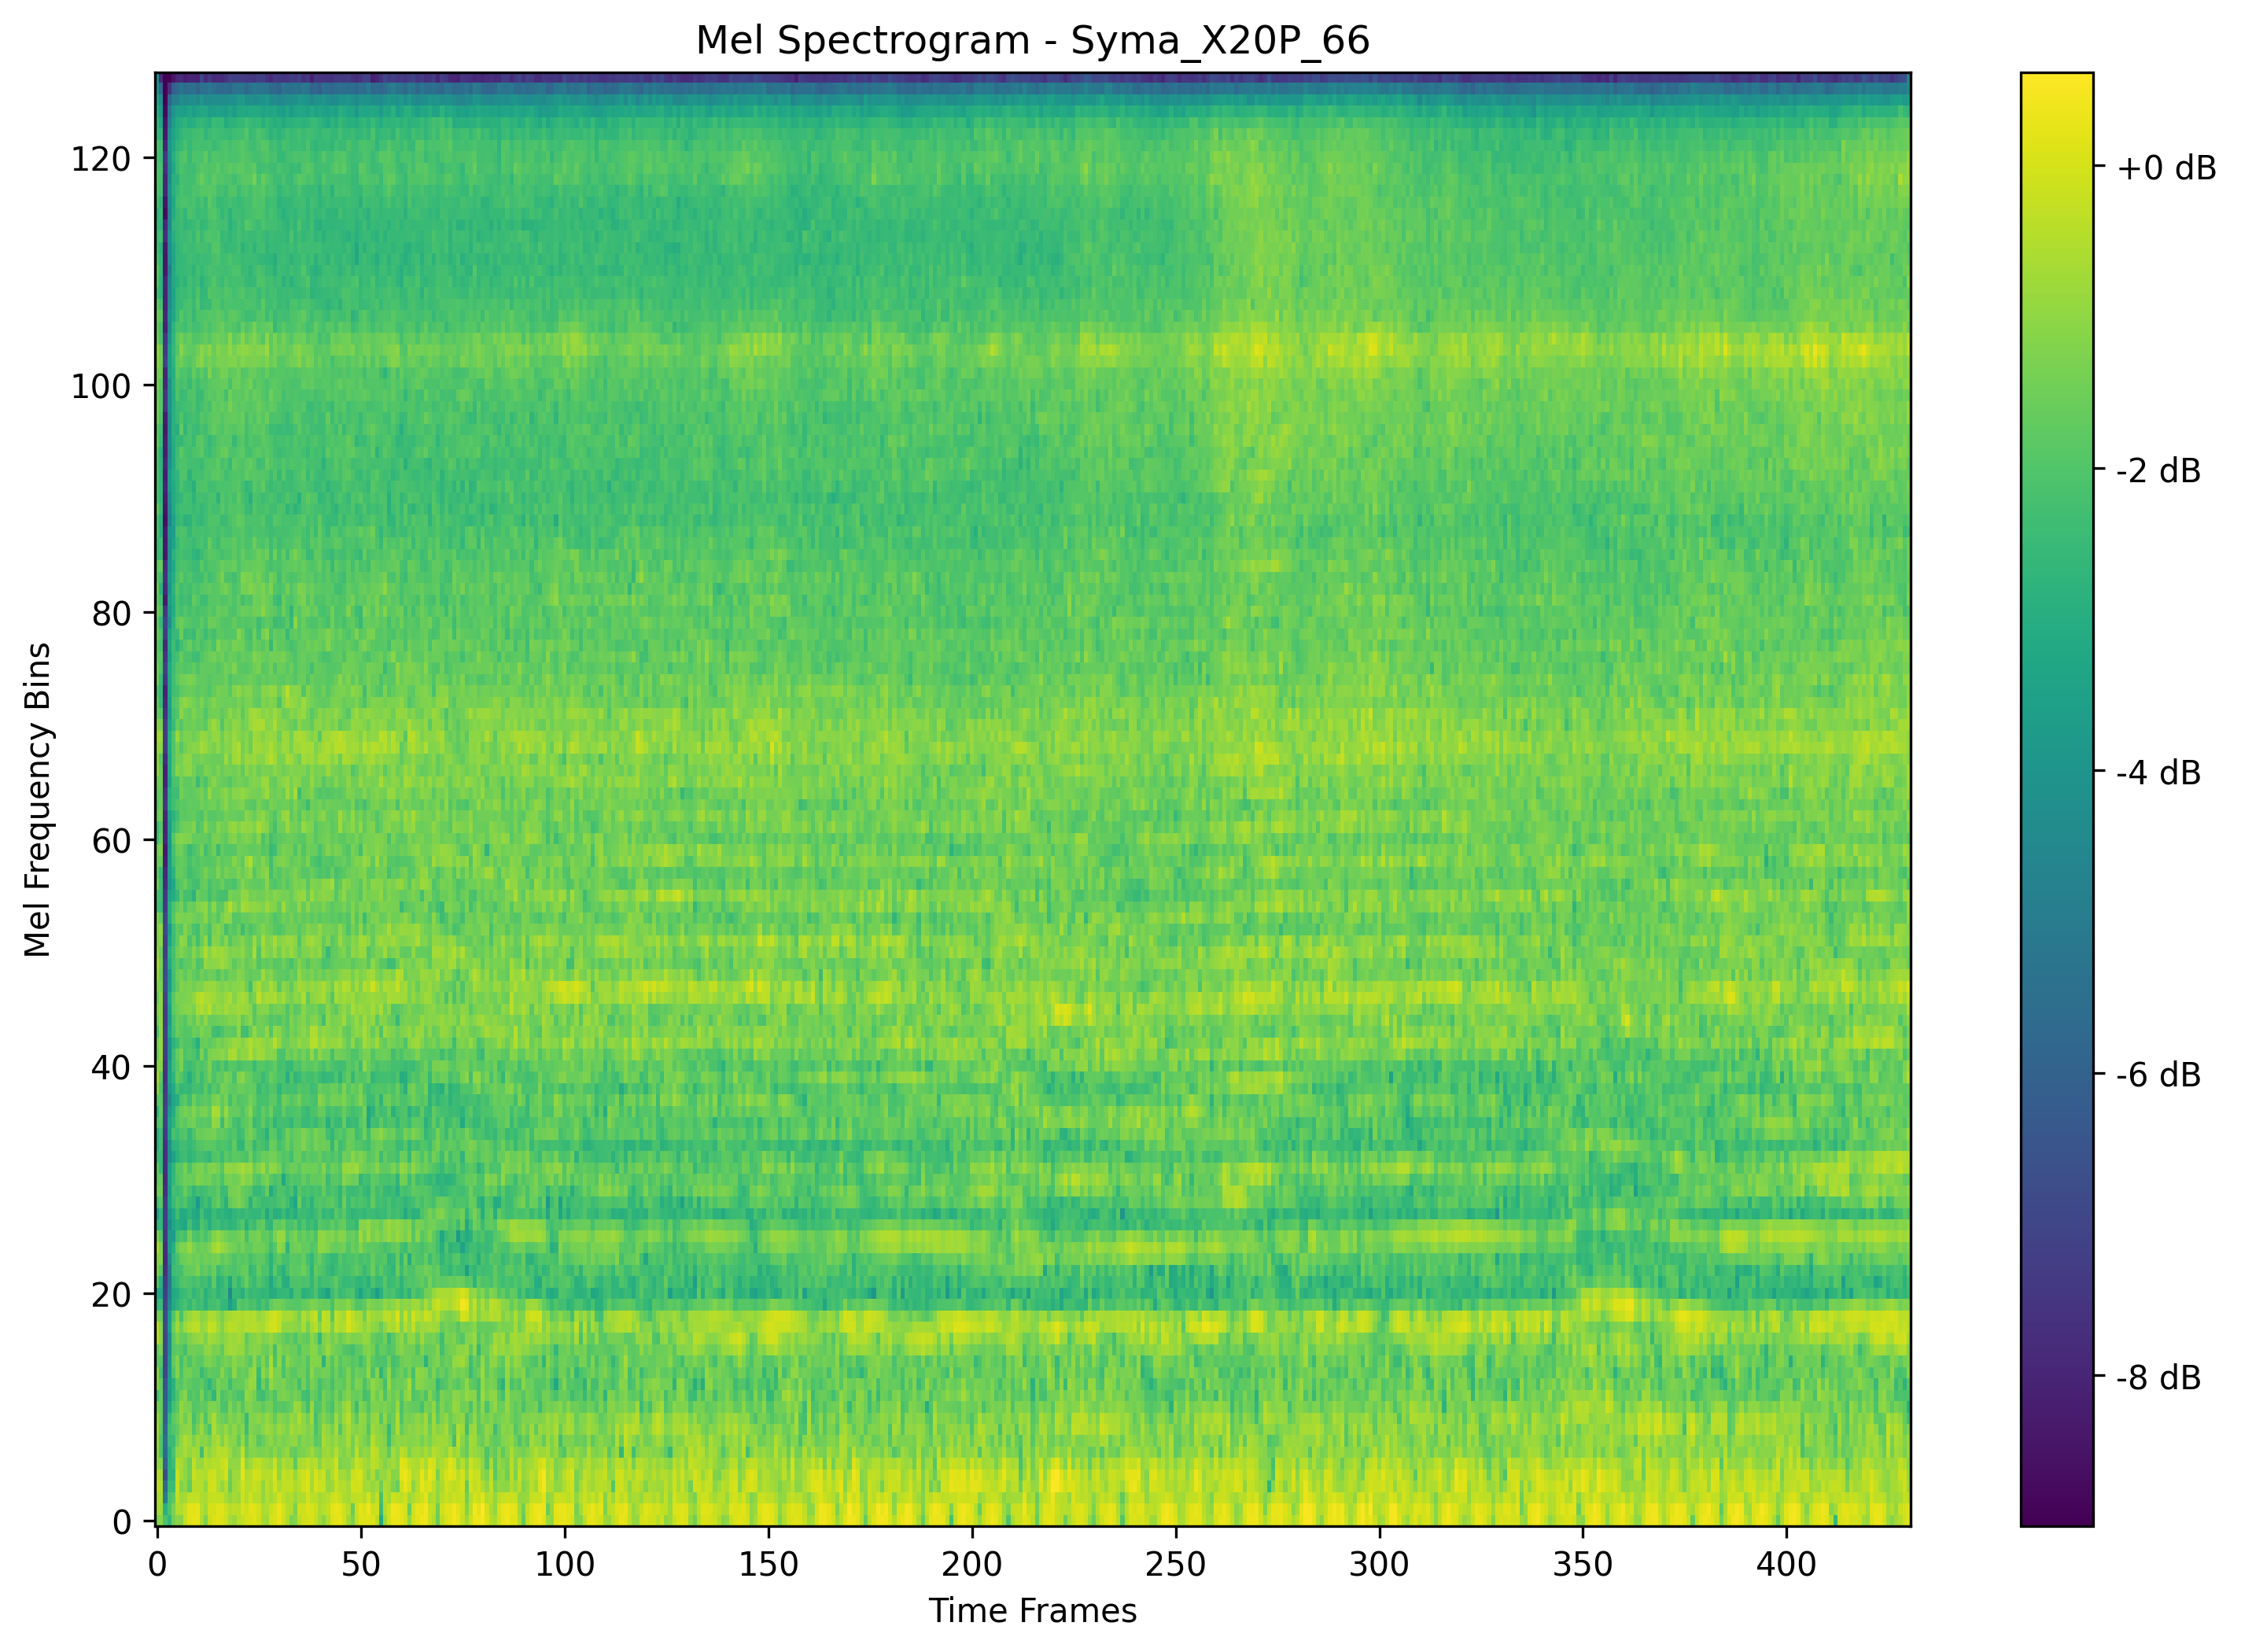 Mel Spectrogram - Syma_X20P_66
Mel Frequency Bins
120
100
80
60
40
20
0
0 50 100 150 200 250 300 350 400
Time Frames
+0 dB
-2 dB
-4 dB
-6 dB
-8 dB